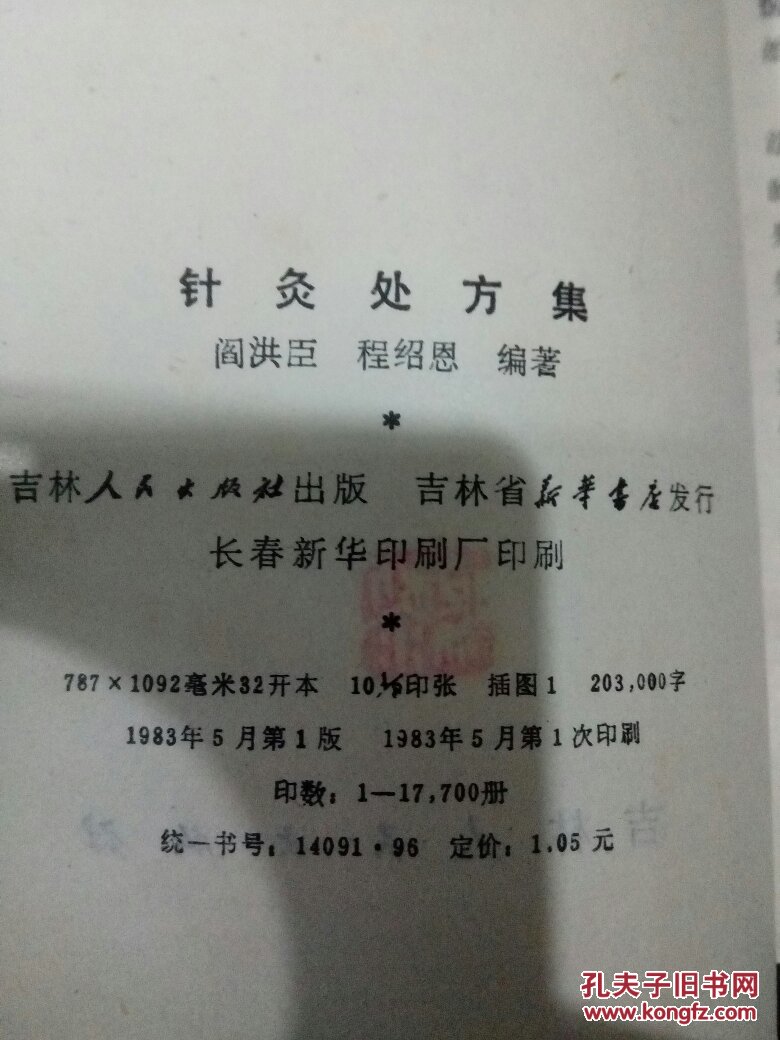 针灸处方集
阎洪臣 程绍恩 编著
*
吉林人民出版社出版 吉林省新华书店发行
长春新华印刷厂印刷
*
787×1092毫米32开本 10 印张 插图1 203,000字
1983年5月第1版 1983年5月第1次印刷
印数:1—17,700册
统一书号:14091·96 定价:1.05元
孔夫子旧书网
www.kongfz.com